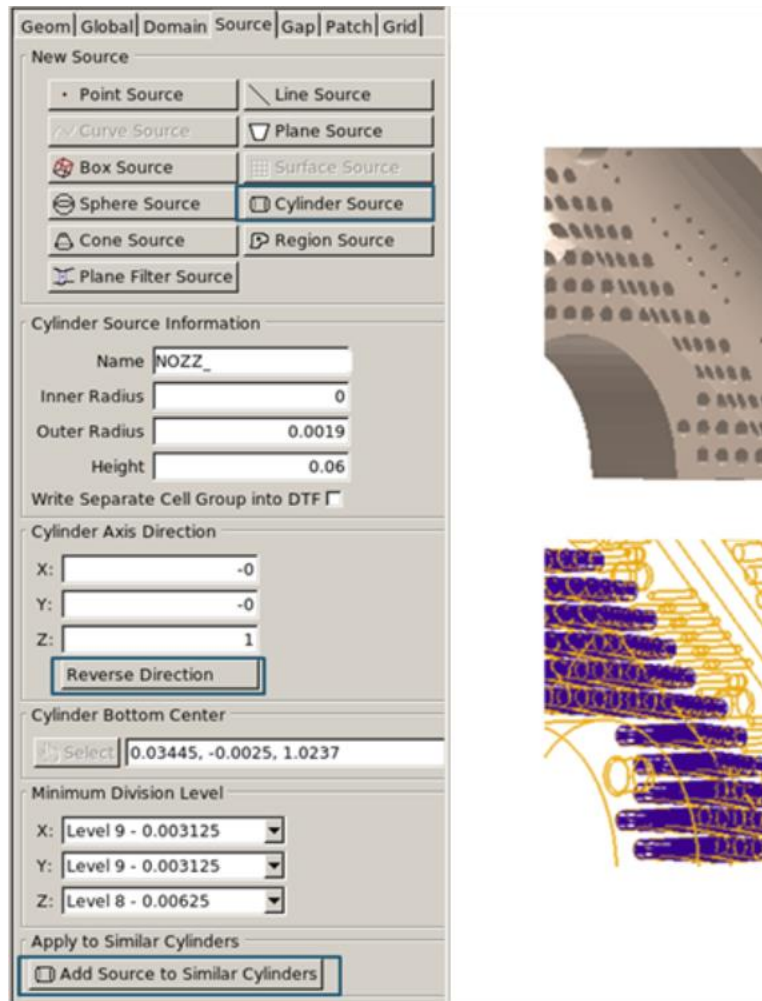 Geom Global Domain Source Gap Patch Grid
New Source
Point Source Line Source
Curve Source Plane Source
Box Source Surface Source
Sphere Source Cylinder Source
Cone Source Region Source
Plane Filter Source
Cylinder Source Information
Name NOZZ_
Inner Radius 0
Outer Radius 0.0019
Height 0.06
Write Separate Cell Group into DTF
Cylinder Axis Direction
X: -0
Y: -0
Z: 1
Reverse Direction
Cylinder Bottom Center
Select 0.03445, -0.0025, 1.0237
Minimum Division Level
X: Level 9 - 0.003125
Y: Level 9 - 0.003125
Z: Level 8 - 0.00625
Apply to Similar Cylinders
Add Source to Similar Cylinders